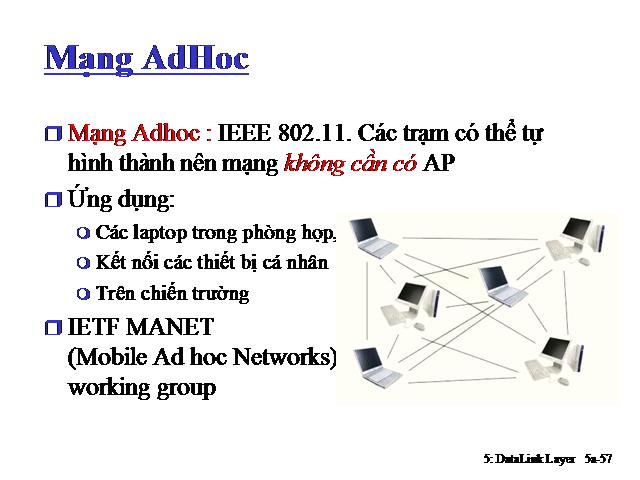 Mạng AdHoc
Mạng Adhoc : IEEE 802.11. Các trạm có thể tự
hình thành nên mạng không cần có AP
Ứng dụng:
Các laptop trong phòng họp,
Kết nối các thiết bị cá nhân
Trên chiến trường
IETF MANET
(Mobile Ad hoc Networks)
working group
5: DataLink Layer 5a-57